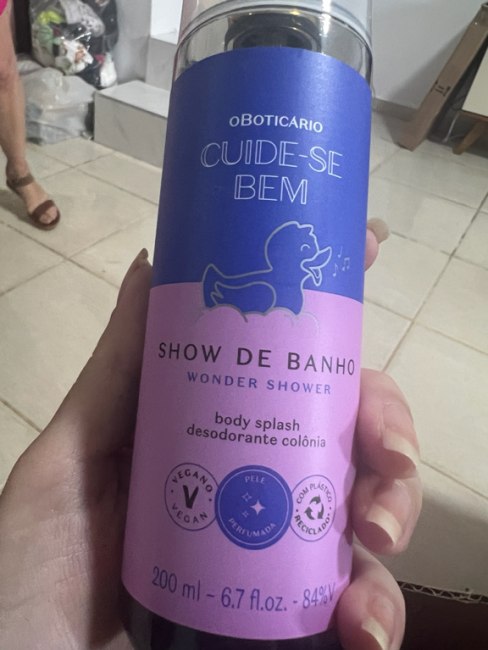 oBOTICÁRIO
CUIDE-SE
BEM
SHOW DE BANHO
WONDER SHOWER
body splash
desodorante colônia
VEGANO
V
VEGAN
PELE
PERFUMADA
COM PLÁSTICO
RECICLADO
200 ml - 6.7 fl.oz. - 84%V